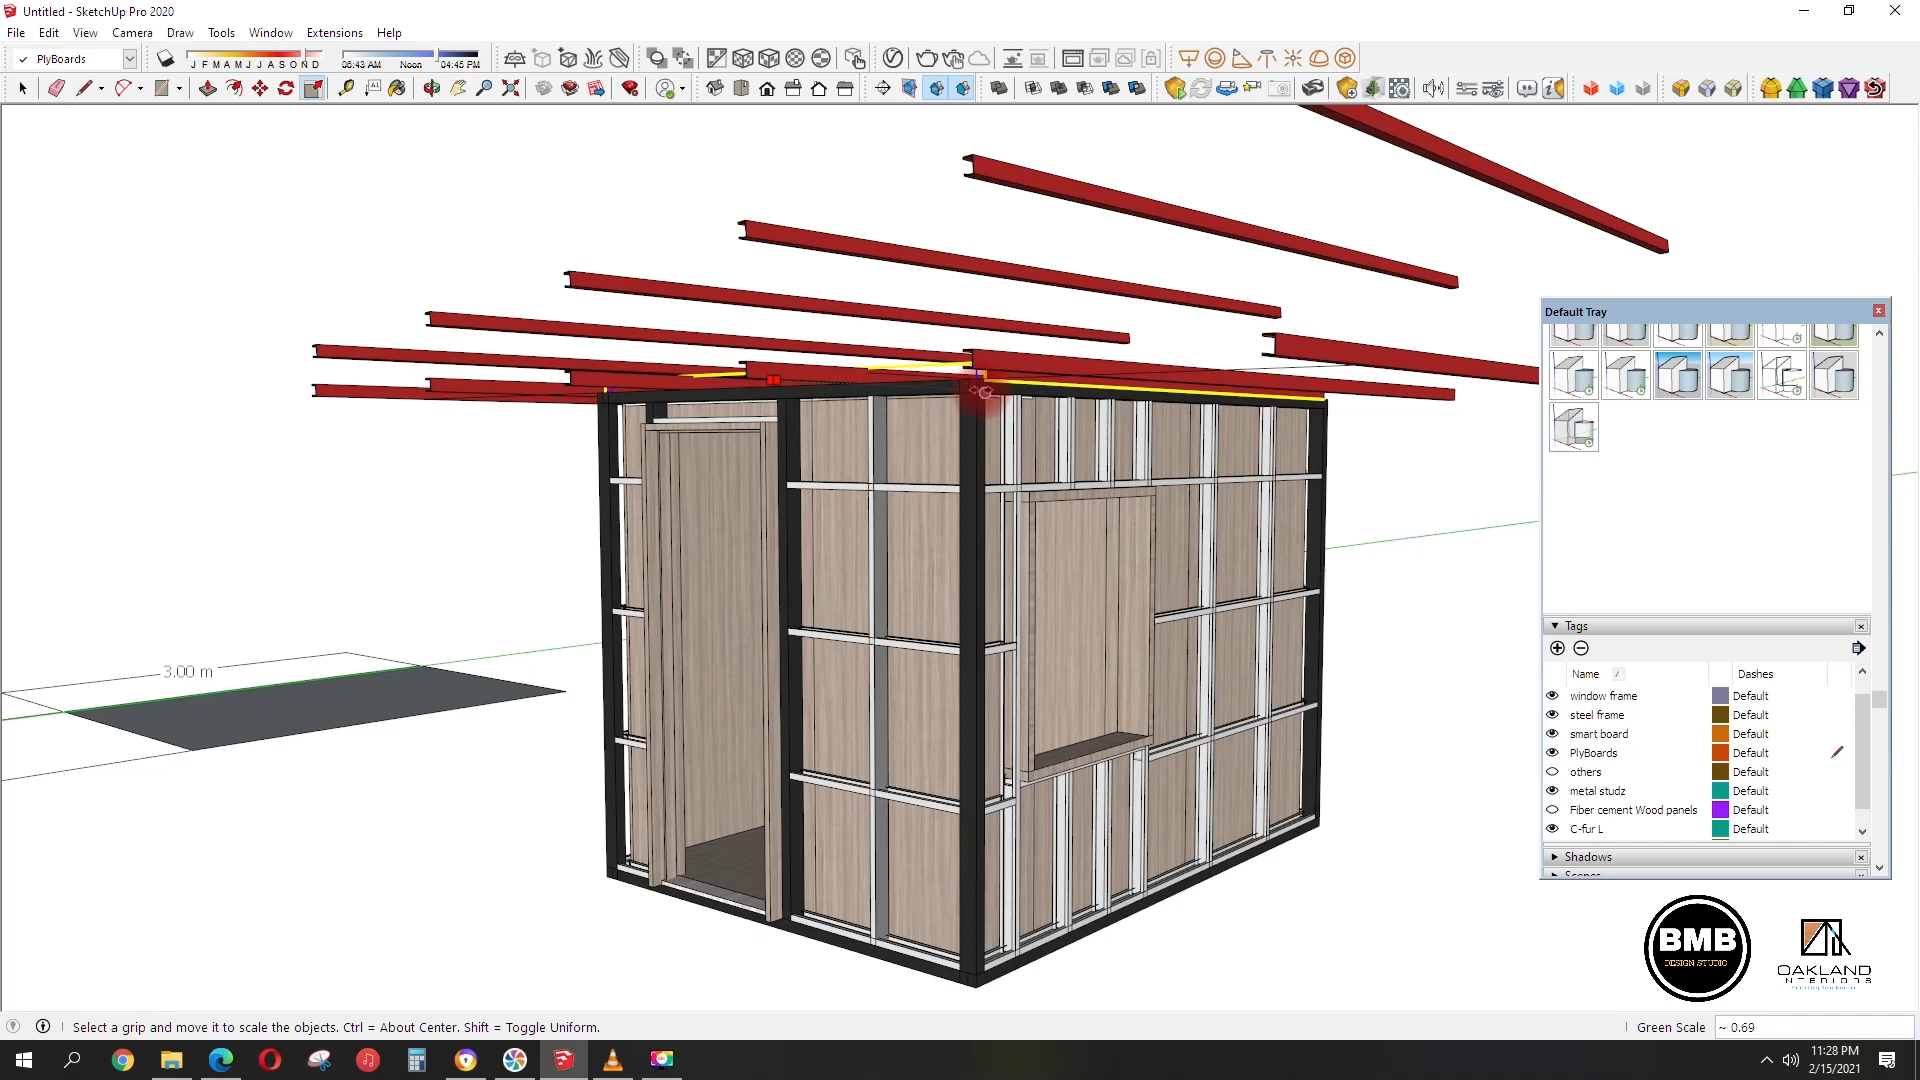 Untitled - SketchUp Pro 2020
File Edit View Camera Draw Tools Window Extensions Help
PlyBoards
J F M A M J J A S O N D
06:43 AM Noon 04:45 PM
Default Tray
3.00 m
Tags
Name Dashes
window frame Default
steel frame Default
smart board Default
PlyBoards Default
others Default
metal studz Default
Fiber cement Wood panels Default
C-fur L Default
Shadows
Scenes
BMB
DESIGN STUDIO
OAKLAND
INTERIORS
Select a grip and move it to scale the objects. Ctrl = About Center. Shift = Toggle Uniform.
Green Scale ~ 0.69
11:28 PM
2/15/2021